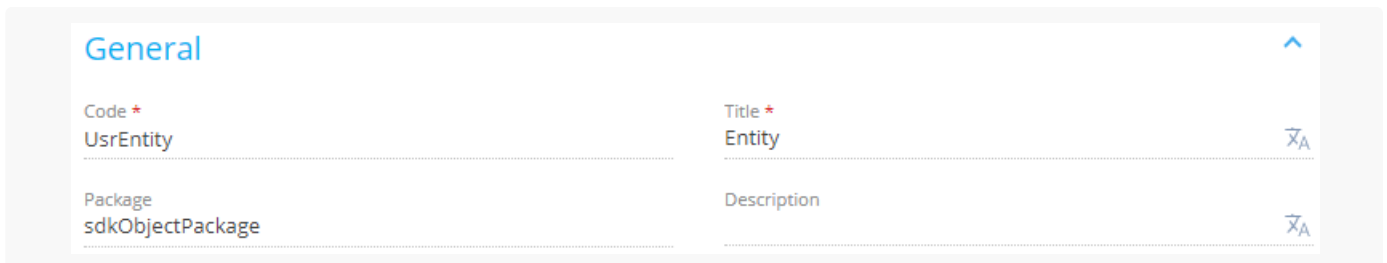 General
Code *
Title *
UsrEntity
Entity
Package
Description
sdkObjectPackage